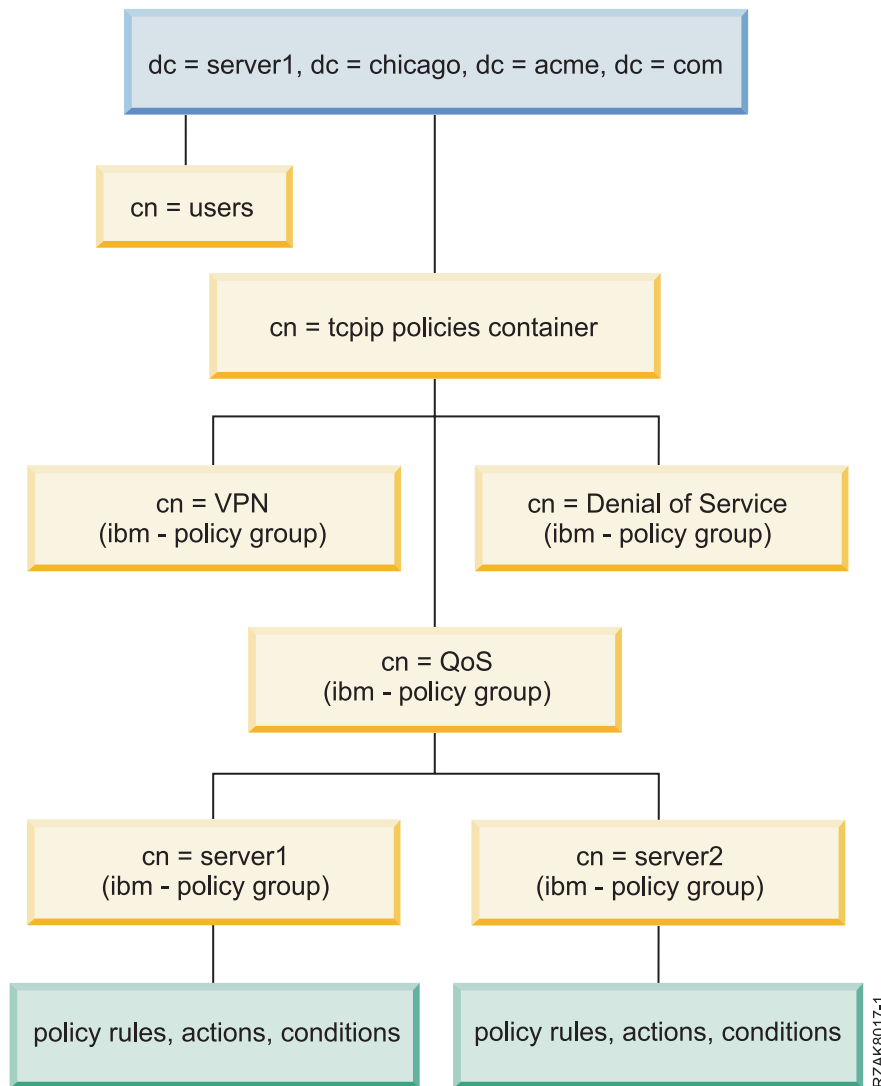 dc = server1, dc = chicago, dc = acme, dc = com
cn = users
cn = tcpip policies container
cn = VPN
(ibm - policy group)
cn = Denial of Service
(ibm - policy group)
cn = QoS
(ibm - policy group)
cn = server1
(ibm - policy group)
cn = server2
(ibm - policy group)
policy rules, actions, conditions
policy rules, actions, conditions
RZAK8017-1